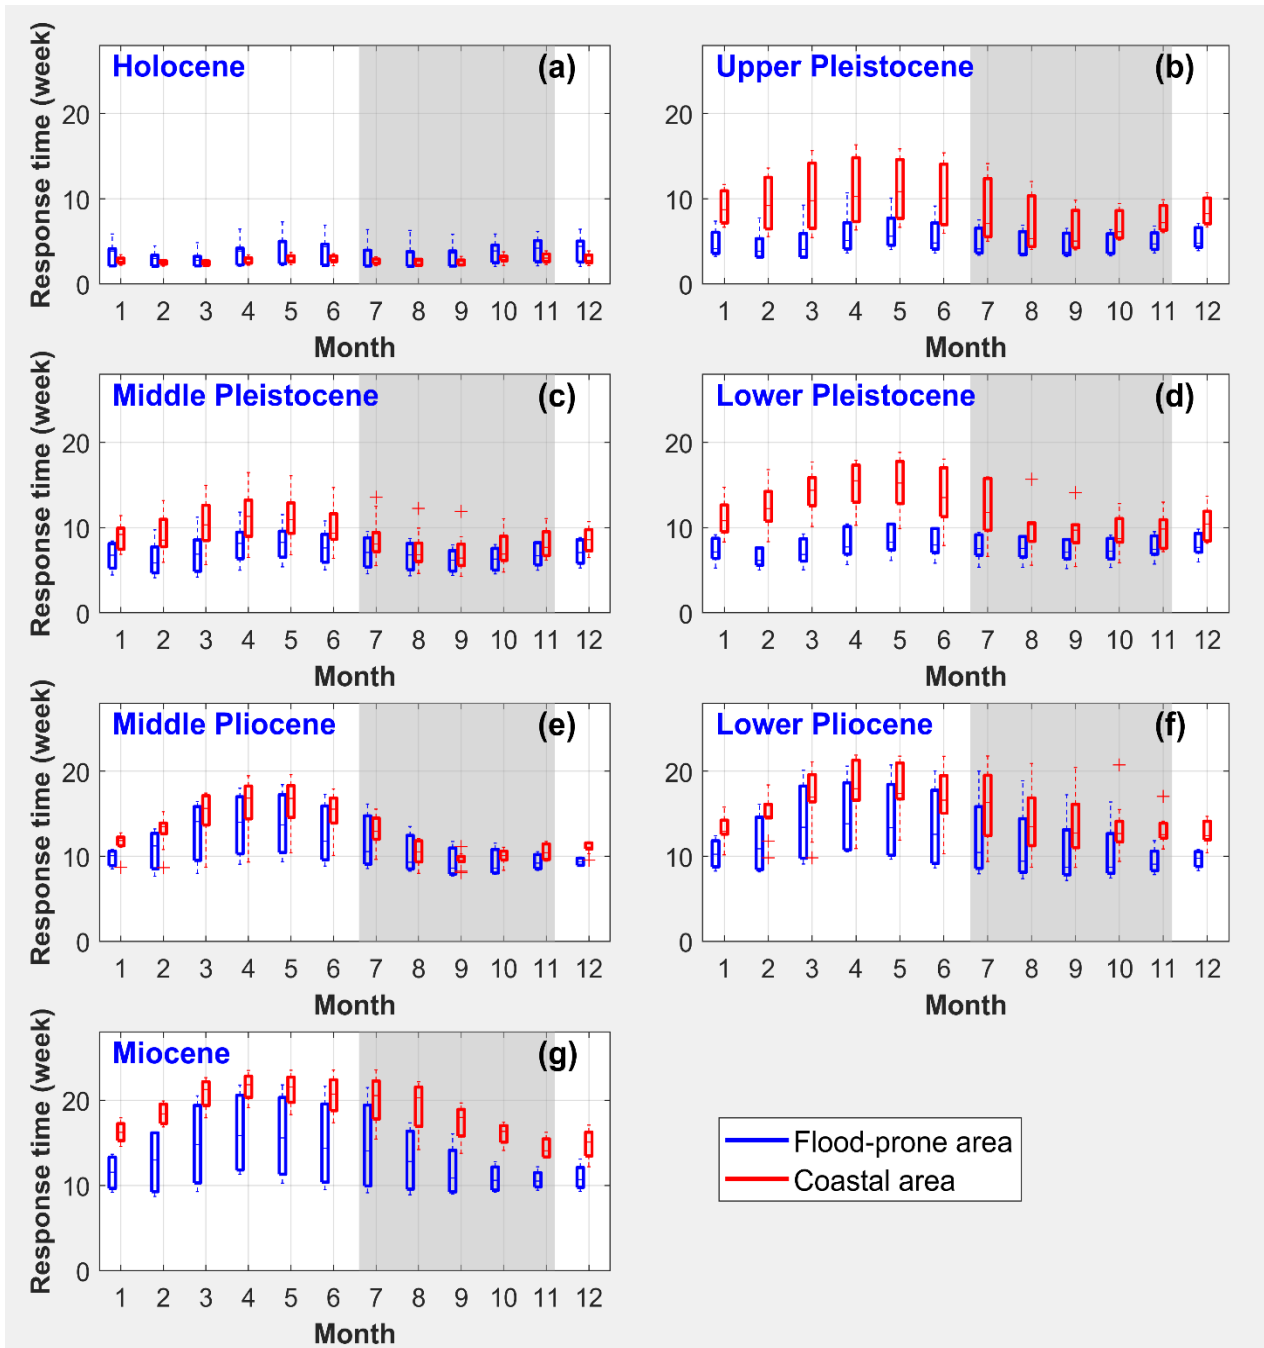 Holocene (a)
Response time (week)
20
10
0
1 2 3 4 5 6 7 8 9 10 11 12
Month
Upper Pleistocene (b)
20
10
0
1 2 3 4 5 6 7 8 9 10 11 12
Month
Middle Pleistocene (c)
Response time (week)
20
10
0
1 2 3 4 5 6 7 8 9 10 11 12
Month
Lower Pleistocene (d)
20
10
0
1 2 3 4 5 6 7 8 9 10 11 12
Month
Middle Pliocene (e)
Response time (week)
20
10
0
1 2 3 4 5 6 7 8 9 10 11 12
Month
Lower Pliocene (f)
20
10
0
1 2 3 4 5 6 7 8 9 10 11 12
Month
Miocene (g)
Response time (week)
20
10
0
1 2 3 4 5 6 7 8 9 10 11 12
Month
Flood-prone area
Coastal area